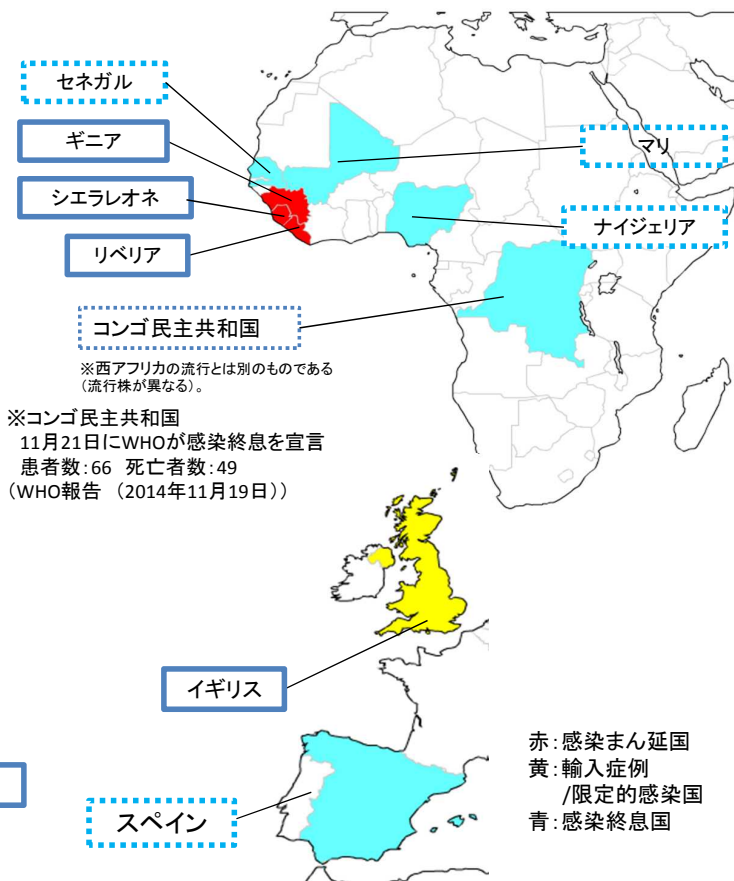 セネガル
ギニア
マリ
シエラレオネ
ナイジェリア
リベリア
コンゴ民主共和国
※西アフリカの流行とは別のものである
(流行株が異なる)。
※コンゴ民主共和国
11月21日にWHOが感染終息を宣言
患者数:66 死亡者数:49
(WHO報告 (2014年11月19日))
イギリス
スペイン
赤:感染まん延国
黄:輸入症例
/限定的感染国
青:感染終息国